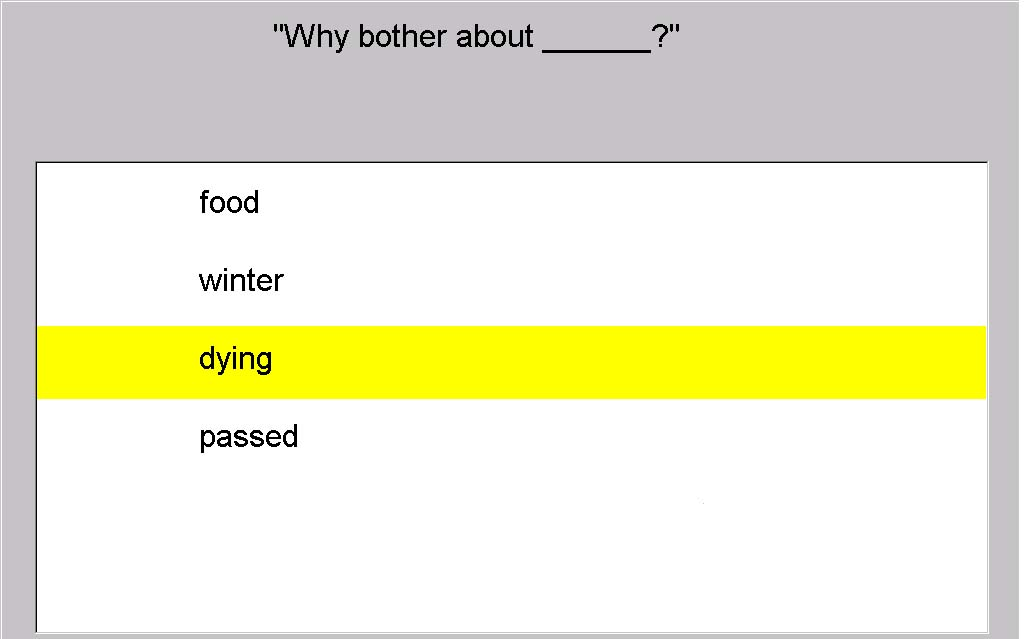 "Why bother about ______?"
food
winter
dying
passed